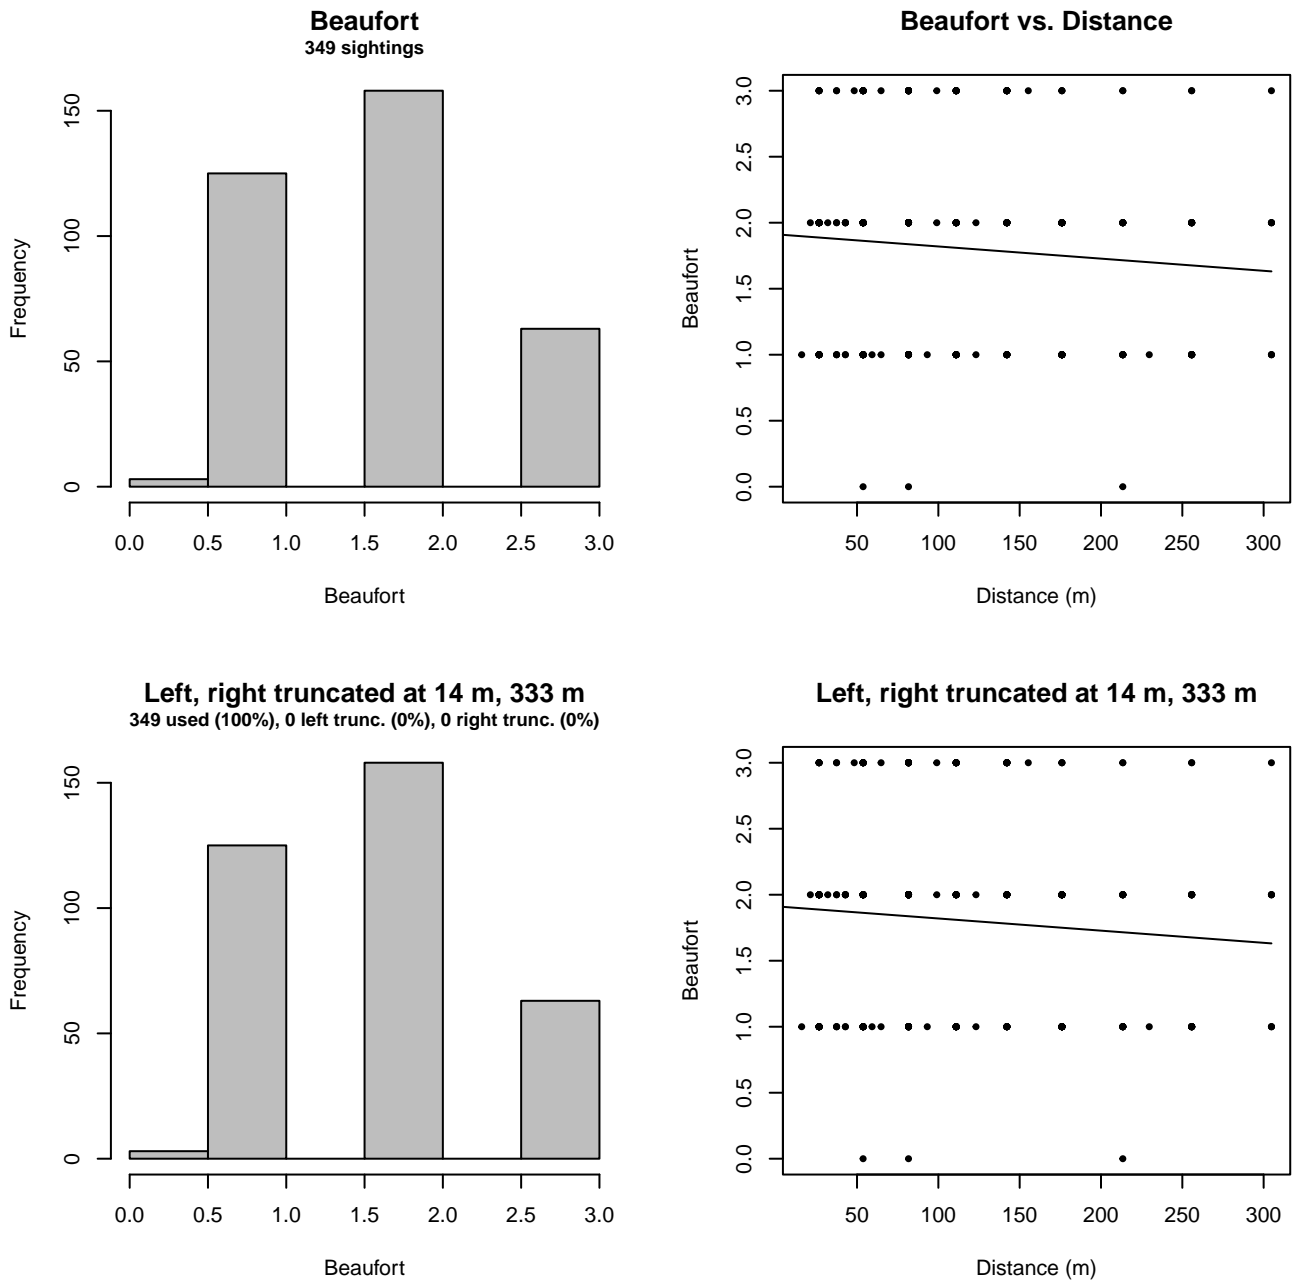 Beaufort
349 sightings
Frequency
150
100
50
0
0.0 0.5 1.0 1.5 2.0 2.5 3.0
Beaufort
Beaufort vs. Distance
Beaufort
3.0
2.5
2.0
1.5
1.0
0.5
0.0
50 100 150 200 250 300
Distance (m)
Left, right truncated at 14 m, 333 m
349 used (100%), 0 left trunc. (0%), 0 right trunc. (0%)
Frequency
150
100
50
0
0.0 0.5 1.0 1.5 2.0 2.5 3.0
Beaufort
Left, right truncated at 14 m, 333 m
Beaufort
3.0
2.5
2.0
1.5
1.0
0.5
0.0
50 100 150 200 250 300
Distance (m)